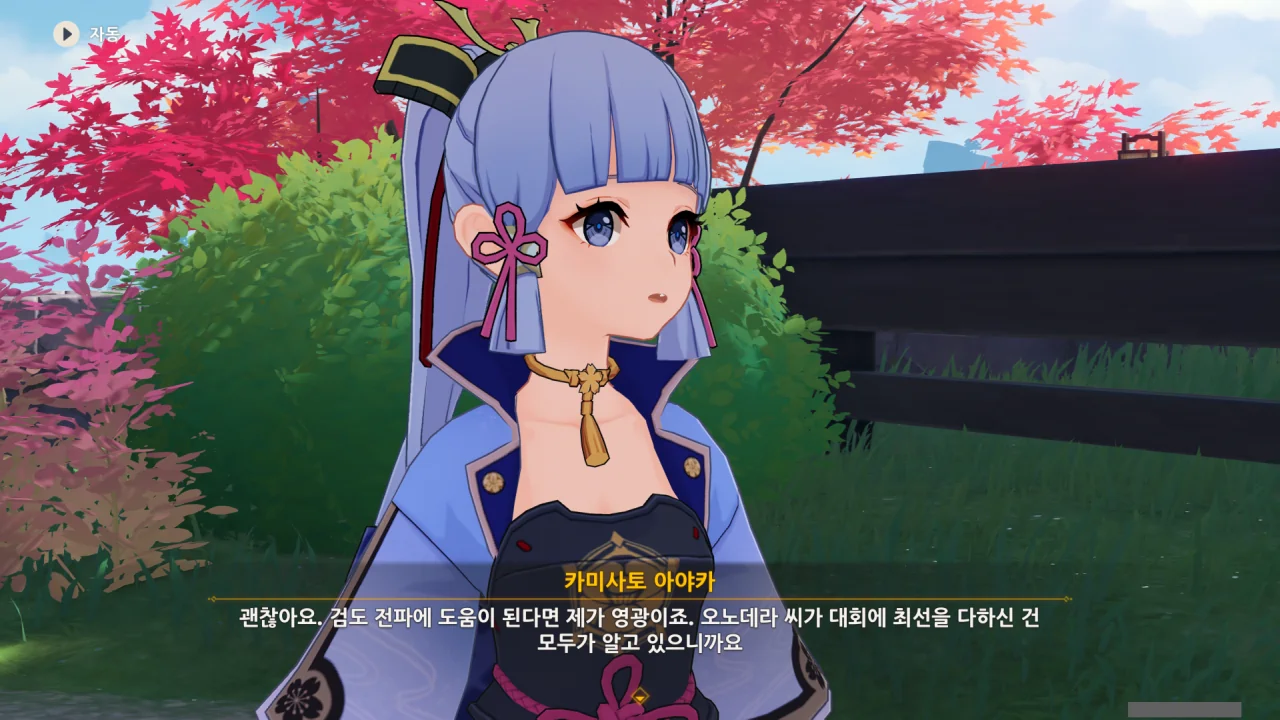 자동
카미사토 아야카
괜찮아요. 검도 전파에 도움이 된다면 제가 영광이죠. 오노데라 씨가 대회에 최선을 다하신 건
모두가 알고 있으니까요